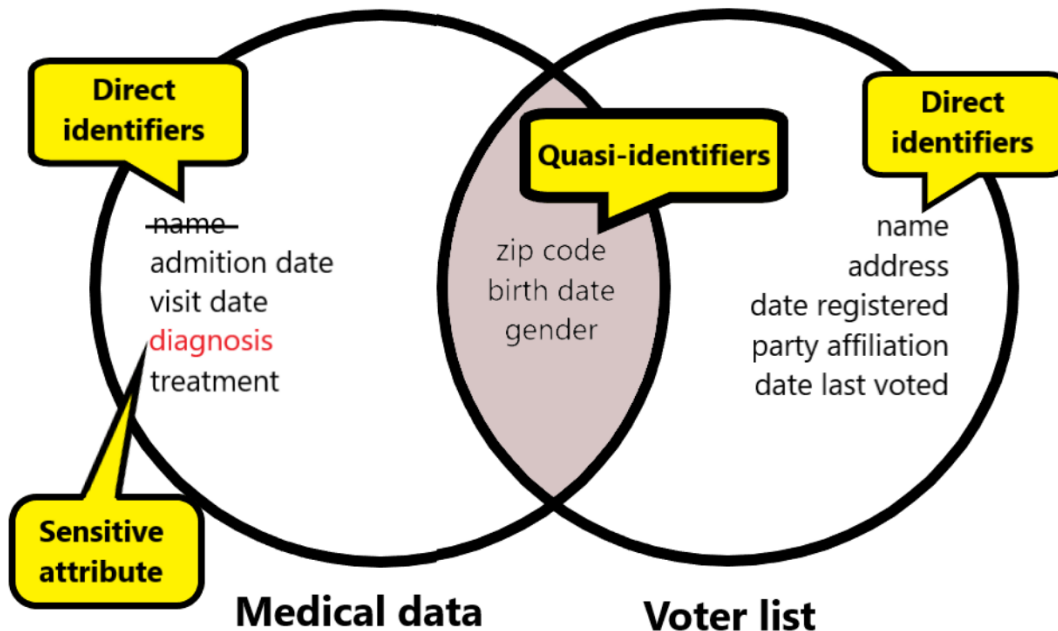 Direct
identifiers
name
admition date
visit date
diagnosis
treatment
Sensitive
attribute
Quasi-identifiers
zip code
birth date
gender
Direct
identifiers
name
address
date registered
party affiliation
date last voted
Medical data
Voter list